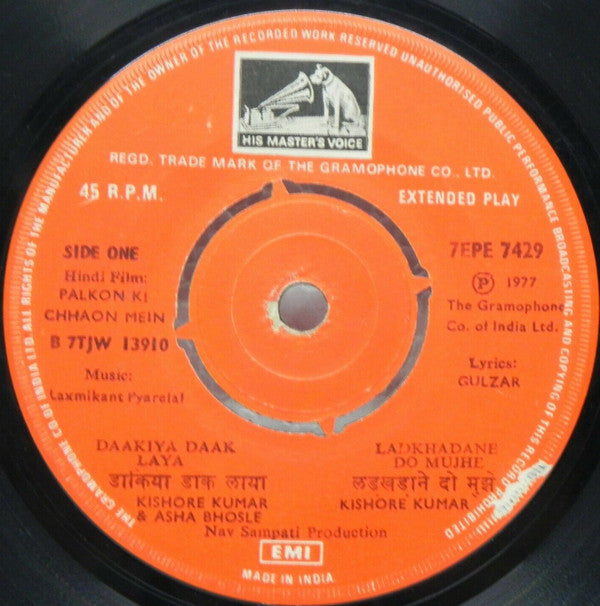 THE GRAMOPHONE CO. OF INDIA LTD. ALL RIGHTS OF THE MANUFACTURER AND OF THE OWNER OF THE RECORDED WORK RESERVED UNAUTHORISED PUBLIC PERFORMANCE BROADCASTING AND COPYING OF THIS RECORD PROHIBITED
HIS MASTER'S VOICE
REGD. TRADE MARK OF THE GRAMOPHONE CO., LTD.
45 R.P.M.
EXTENDED PLAY
SIDE ONE
Hindi Film:
PALKON KI
CHHAON MEIN
B 7TJW 13910
Music:
Laxmikant Pyarelal
7EPE 7429
Ⓟ 1977
The Gramophone
Co. of India Ltd.
Lyrics:
GULZAR
DAAKIYA DAAK
LAYA
डाकिया डाक लाया
KISHORE KUMAR
& ASHA BHOSLE
LADKHADANE
DO MUJHE
लडखडाने दो मुझे
KISHORE KUMAR
Nav Sampati Production
EMI
MADE IN INDIA